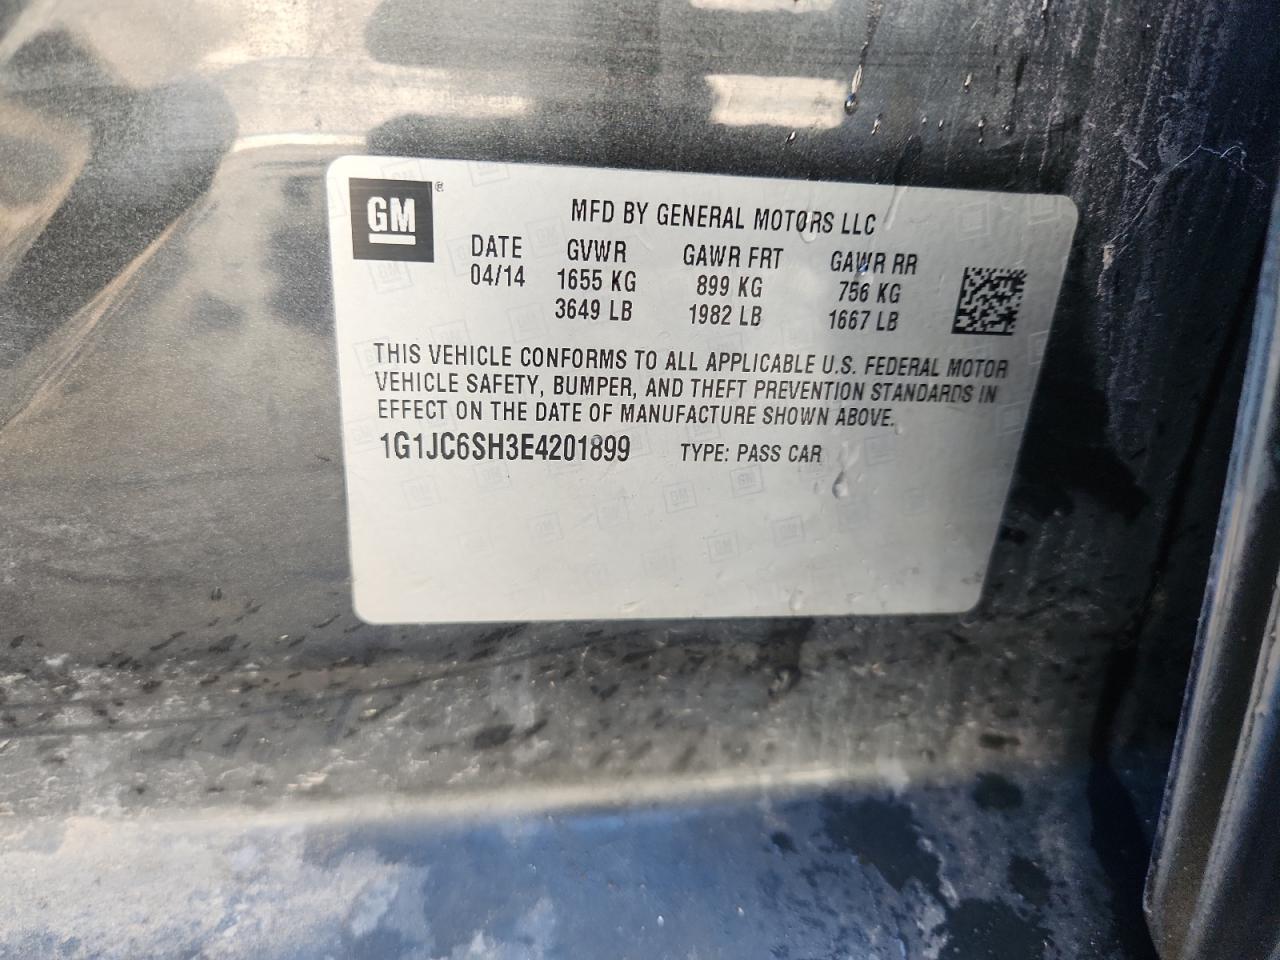 GM ®
MFD BY GENERAL MOTORS LLC
DATE GVWR GAWR FRT GAWR RR
04/14 1655 KG 899 KG 756 KG
3649 LB 1982 LB 1667 LB
THIS VEHICLE CONFORMS TO ALL APPLICABLE U.S. FEDERAL MOTOR
VEHICLE SAFETY, BUMPER, AND THEFT PREVENTION STANDARDS IN
EFFECT ON THE DATE OF MANUFACTURE SHOWN ABOVE.
1G1JC6SH3E4201899 TYPE: PASS CAR